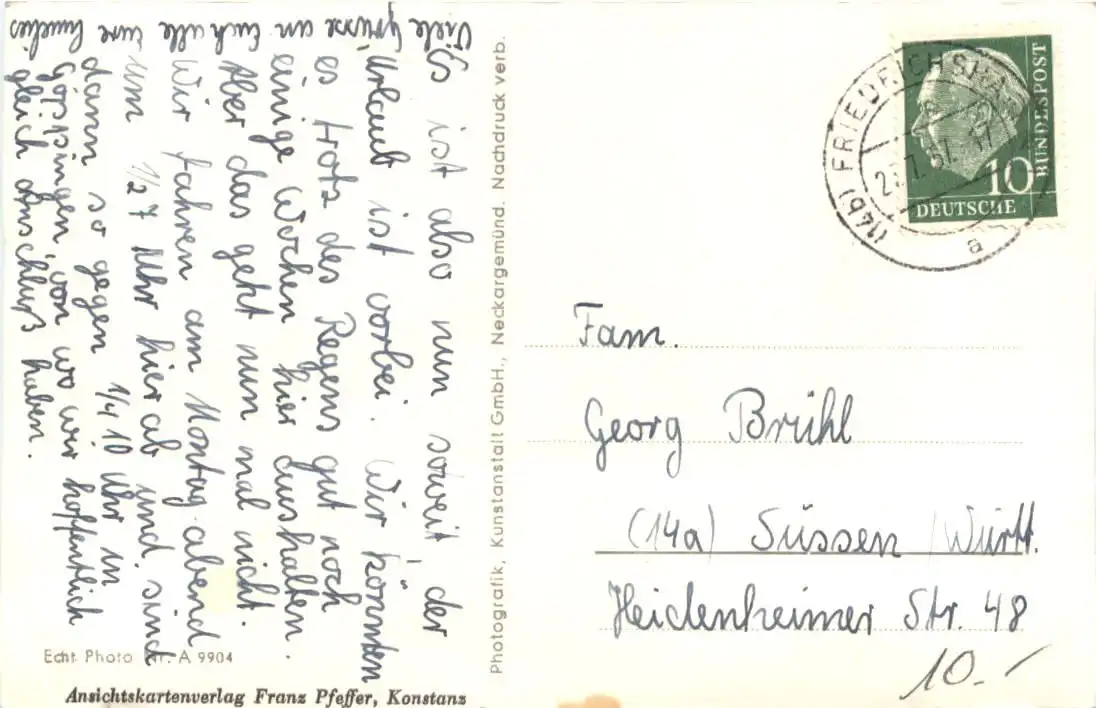 Es ist also nun soweit, der
Urlaub ist vorbei. Wir könnten
es trotz des Regens gut noch
einige Wochen hier aushalten.
Aber das geht nun mal nicht.
Wir fahren am Montag abend
um 1/2 7 Uhr hier ab und sind
dann so gegen 1/4 10 Uhr in
Göppingen, von wo wir hoffentlich
gleich Anschluß haben.
Viele Grüsse an Euch alle Eure
Photografik, Kunstanstalt GmbH., Neckargemünd. Nachdruck verb.
Echt Photo Nr. A 9904
Ansichtskartenverlag Franz Pfeffer, Konstanz
(14b) FRIEDRICHSHAFEN
7.57.-17
a
10
DEUTSCHE
BUNDESPOST
Fam.
Georg Brühl
(14a) Süssen /Württ.
Heidenheimer Str. 48
10.-